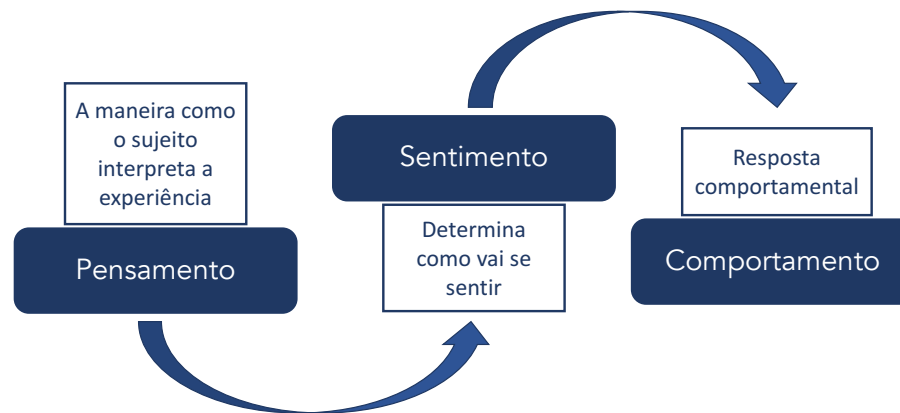 A maneira como
o sujeito
interpreta a
experiência
Pensamento
Sentimento
Determina
como vai se
sentir
Resposta
comportamental
Comportamento